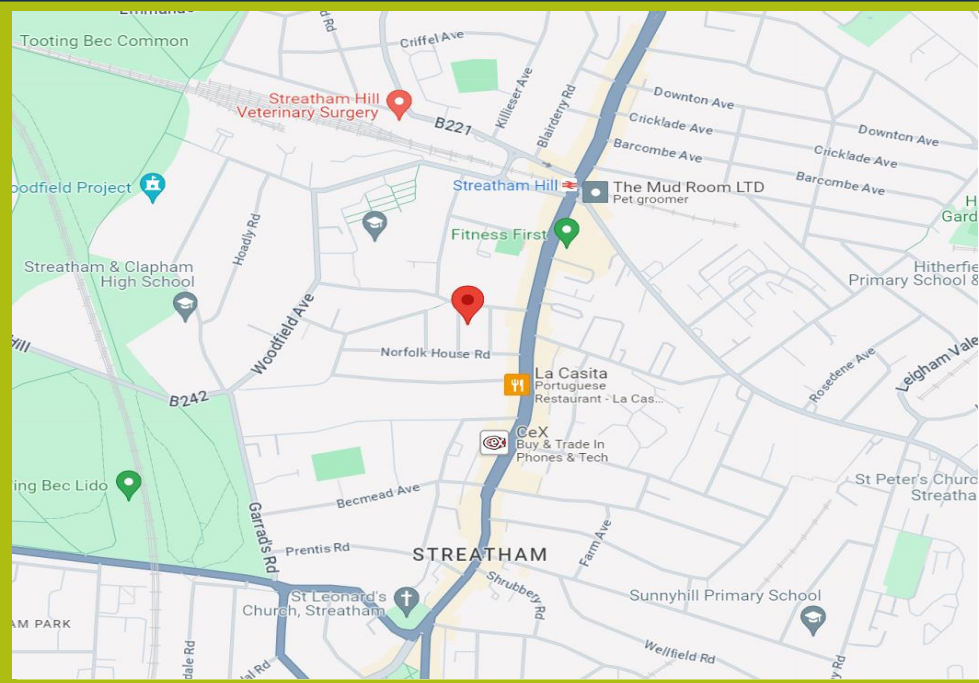 Tooting Bec Common
Criffel Ave
Streatham Hill
Veterinary Surgery
B221
Killieser Ave
Blairderry Rd
Downton Ave
Cricklade Ave
Barcombe Ave
Downton Ave
Cricklade Ave
Barcombe Ave
oodfield Project
Streatham Hill
The Mud Room LTD
Pet groomer
H
Gard
Hoadly Rd
Fitness First
Streatham & Clapham
High School
Hitherfie
Primary School &
Woodfield Ave
Hill
Norfolk House Rd
La Casita
Portuguese
Restaurant - La Cas...
Rosedene Ave
Leigham Vale
B242
CeX
Buy & Trade In
Phones & Tech
ing Bec Lido
Becmead Ave
St Peter's Churc
Streatha
Garrad's Rd
Prentis Rd
STREATHAM
Farm Ave
Shrubbery Rd
St Leonard's
Church, Streatham
Sunnyhill Primary School
AM PARK
dale Rd
Wellfield Rd